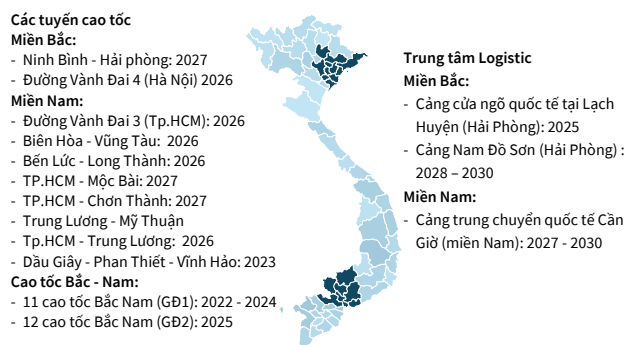 Các tuyến cao tốc
Miền Bắc:
- Ninh Bình - Hải phòng: 2027
- Đường Vành Đai 4 (Hà Nội) 2026
Miền Nam:
- Đường Vành Đai 3 (Tp.HCM): 2026
- Biên Hòa - Vũng Tàu: 2026
- Bến Lức - Long Thành: 2026
- TP.HCM - Mộc Bài: 2027
- TP.HCM - Chơn Thành: 2027
- Trung Lương - Mỹ Thuận
- Tp.HCM - Trung Lương: 2026
- Dầu Giây - Phan Thiết - Vĩnh Hảo: 2023
Cao tốc Bắc - Nam:
- 11 cao tốc Bắc Nam (GĐ1): 2022 - 2024
- 12 cao tốc Bắc Nam (GĐ2): 2025
Trung tâm Logistic
Miền Bắc:
- Cảng cửa ngõ quốc tế tại Lạch
Huyện (Hải Phòng): 2025
- Cảng Nam Đồ Sơn (Hải Phòng) :
2028 – 2030
Miền Nam:
- Cảng trung chuyển quốc tế Cần
Giờ (miền Nam): 2027 - 2030